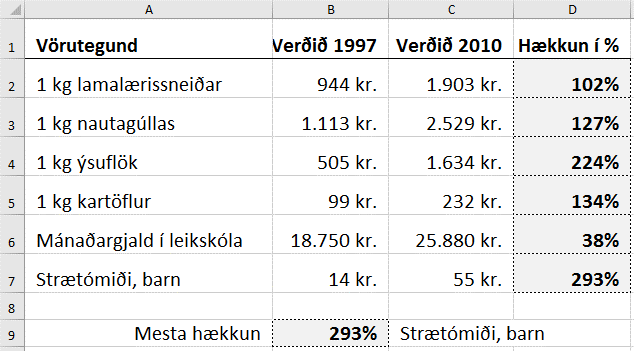 A B C D
1 Vörutegund Verðið 1997 Verðið 2010 Hækkun í %
2 1 kg lamalærissneiðar 944 kr. 1.903 kr. 102%
3 1 kg nautagúllas 1.113 kr. 2.529 kr. 127%
4 1 kg ýsuflök 505 kr. 1.634 kr. 224%
5 1 kg kartöflur 99 kr. 232 kr. 134%
6 Mánaðargjald í leikskóla 18.750 kr. 25.880 kr. 38%
7 Strætómiði, barn 14 kr. 55 kr. 293%
8
9 Mesta hækkun 293% Strætómiði, barn